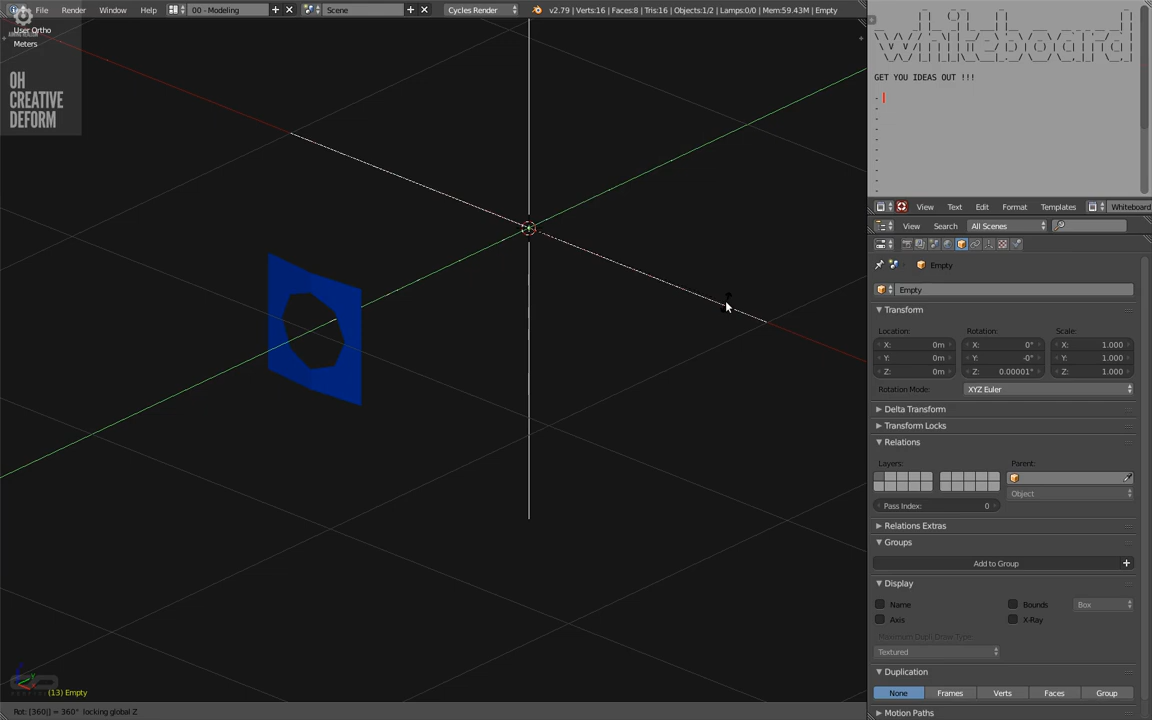 File Render Window Help 00 - Modeling Scene Cycles Render v2.79 | Verts:16 | Faces:8 | Tris:16 | Objects:1/2 | Lamps:0/0 | Mem:59.43M | Empty
User Ortho
Meters
OH
CREATIVE
DEFORM
whiteboard
GET YOU IDEAS OUT !!!
-
-
-
-
-
-
-
-
-
-
View Text Edit Format Templates Whiteboard
View Search All Scenes
Empty
Empty
Transform
Location: Rotation: Scale:
X: 0m X: 0° X: 1.000
Y: 0m Y: -0° Y: 1.000
Z: 0m Z: 0.00001° Z: 1.000
Rotation Mode: XYZ Euler
Delta Transform
Transform Locks
Relations
Layers: Parent:
Object
Pass Index: 0
Relations Extras
Groups
Add to Group
Display
Name Bounds Box
Axis X-Ray
Maximum Dupli Draw Type:
Textured
Duplication
None Frames Verts Faces Group
Motion Paths
(13) Empty
Rot: [360|] = 360° locking global Z